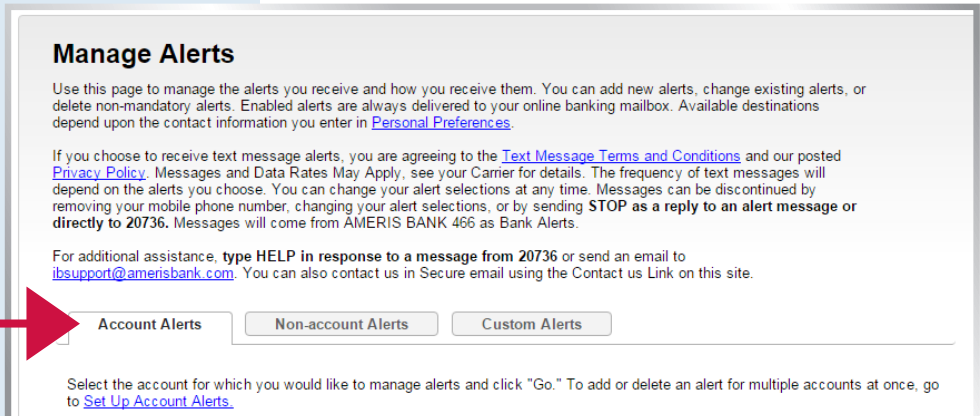 Manage Alerts
Use this page to manage the alerts you receive and how you receive them. You can add new alerts, change existing alerts, or
delete non-mandatory alerts. Enabled alerts are always delivered to your online banking mailbox. Available destinations
depend upon the contact information you enter in Personal Preferences.
If you choose to receive text message alerts, you are agreeing to the Text Message Terms and Conditions and our posted
Privacy Policy. Messages and Data Rates May Apply, see your Carrier for details. The frequency of text messages will
depend on the alerts you choose. You can change your alert selections at any time. Messages can be discontinued by
removing your mobile phone number, changing your alert selections, or by sending STOP as a reply to an alert message or
directly to 20736. Messages will come from AMERIS BANK 466 as Bank Alerts.
For additional assistance, type HELP in response to a message from 20736 or send an email to
ibsupport@amerisbank.com. You can also contact us in Secure email using the Contact us Link on this site.
Account Alerts Non-account Alerts Custom Alerts
Select the account for which you would like to manage alerts and click "Go." To add or delete an alert for multiple accounts at once, go
to Set Up Account Alerts.